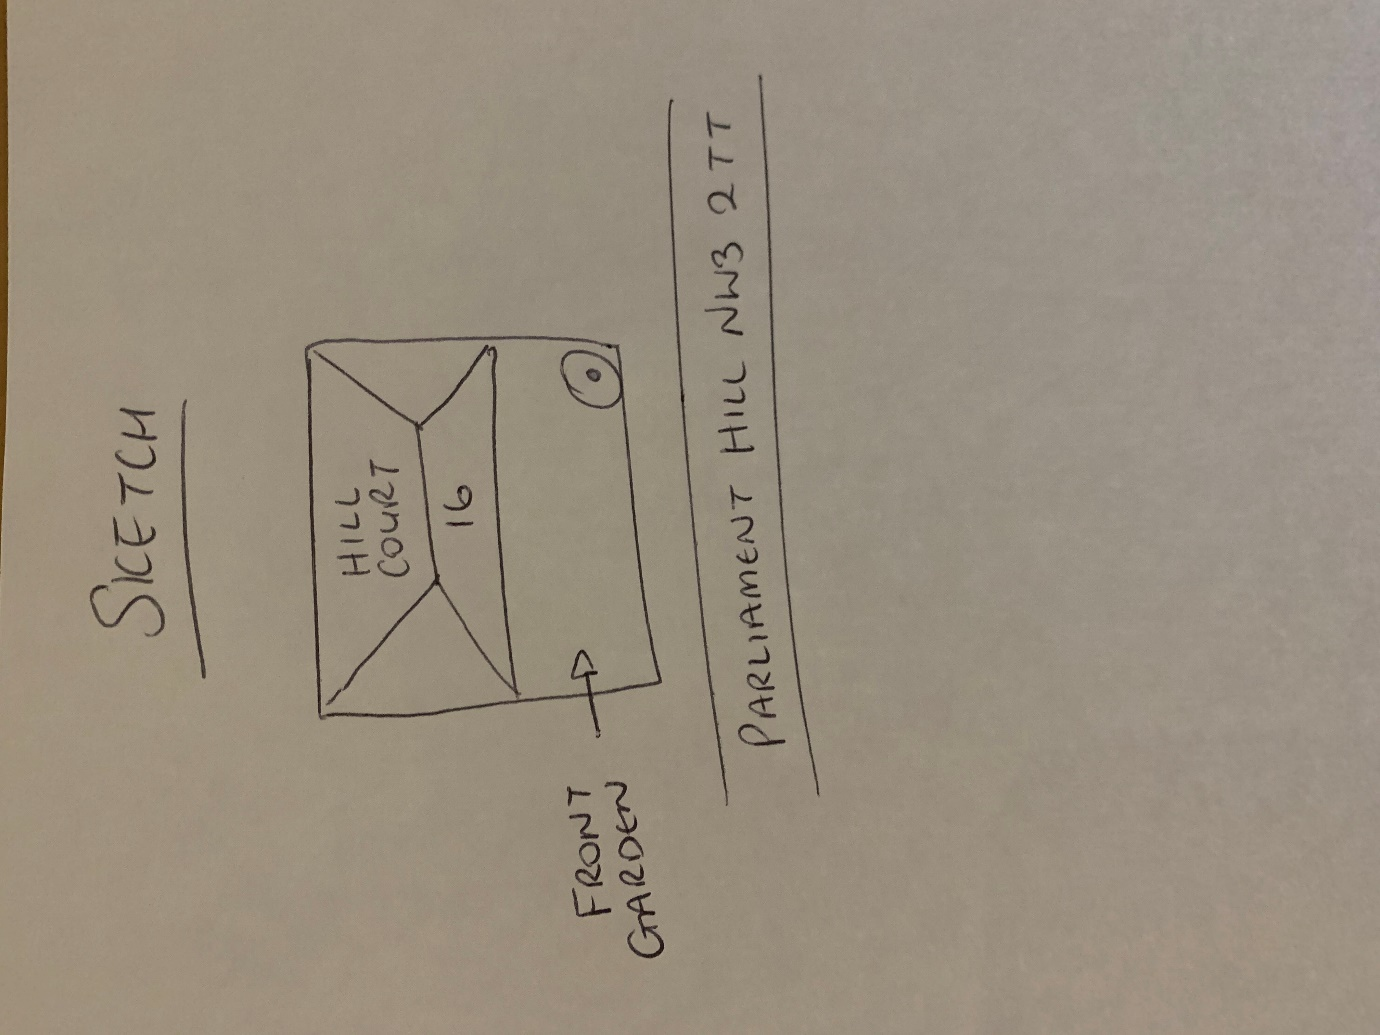 SKETCH
HILL
COURT
16
FRONT
GARDEN
PARLIAMENT HILL NW3 2TT